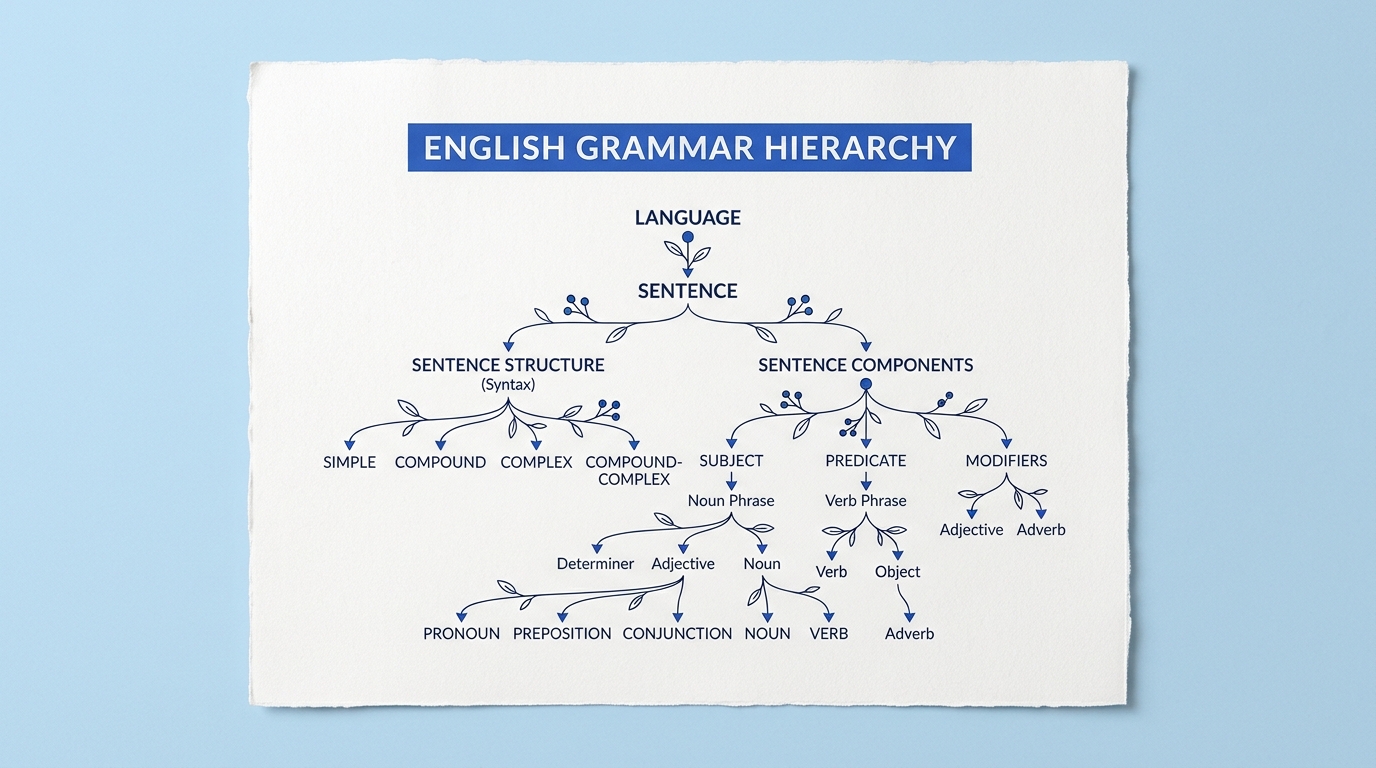 ENGLISH GRAMMAR HIERARCHY
LANGUAGE
SENTENCE
SENTENCE STRUCTURE
(Syntax)
SENTENCE COMPONENTS
SIMPLE
COMPOUND
COMPLEX
COMPOUND-
COMPLEX
SUBJECT
PREDICATE
MODIFIERS
Noun Phrase
Verb Phrase
Adjective
Adverb
Determiner
Adjective
Noun
Verb
Object
PRONOUN
PREPOSITION
CONJUNCTION
NOUN
VERB
Adverb